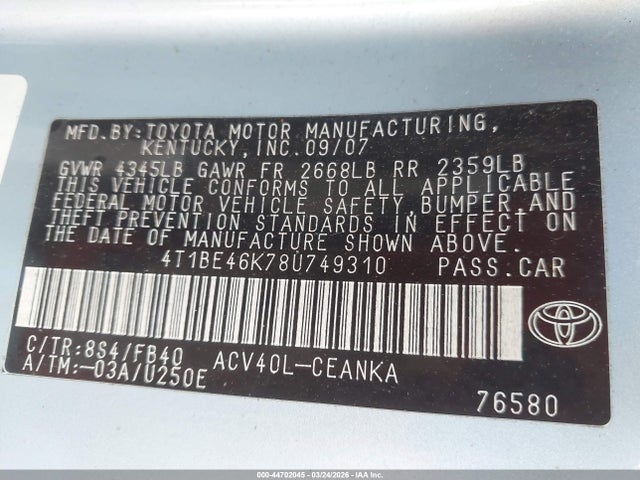 MFD.BY:TOYOTA MOTOR MANUFACTURING,
KENTUCKY,INC.09/07
GVWR 4345LB GAWR FR 2668LB RR 2359LB
THIS VEHICLE CONFORMS TO ALL APPLICABLE
FEDERAL MOTOR VEHICLE SAFETY,BUMPER,AND
THEFT PREVENTION STANDARDS IN EFFECT ON
THE DATE OF MANUFACTURE SHOWN ABOVE.
4T1BE46K78U749310 PASS.CAR
C/TR:8S4/FB40 ACV40L-CEANKA
A/TM:-03A/U250E
76580
000-44702045 - 03/24/2026 - IAA Inc.